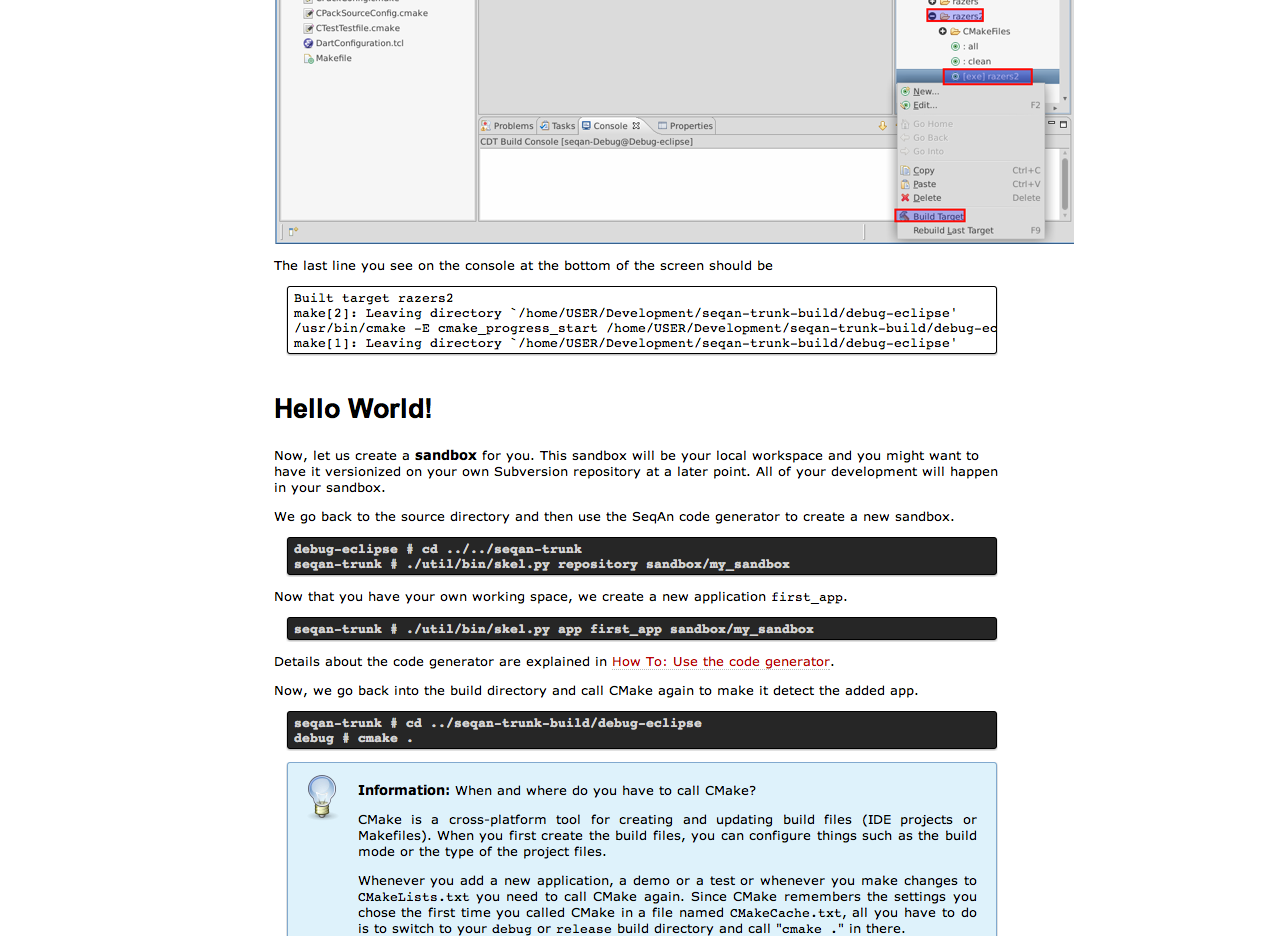 CPackSourceConfig.cmake
CTestTestfile.cmake
DartConfiguration.tcl
Makefile
razers
razers2
CMakeFiles
: all
: clean
[exe] razers2
New...
Edit... F2
Go Home
Go Back
Go Into
Copy Ctrl+C
Paste Ctrl+V
Delete Delete
Build Target
Rebuild Last Target F9
Problems Tasks Console Properties
CDT Build Console [seqan-Debug@Debug-eclipse]
The last line you see on the console at the bottom of the screen should be
Built target razers2
make[2]: Leaving directory `/home/USER/Development/seqan-trunk-build/debug-eclipse'
/usr/bin/cmake -E cmake_progress_start /home/USER/Development/seqan-trunk-build/debug-ec
make[1]: Leaving directory `/home/USER/Development/seqan-trunk-build/debug-eclipse'
Hello World!
Now, let us create a sandbox for you. This sandbox will be your local workspace and you might want to
have it versionized on your own Subversion repository at a later point. All of your development will happen
in your sandbox.
We go back to the source directory and then use the SeqAn code generator to create a new sandbox.
debug-eclipse # cd ../../seqan-trunk
seqan-trunk # ./util/bin/skel.py repository sandbox/my_sandbox
Now that you have your own working space, we create a new application first_app.
seqan-trunk # ./util/bin/skel.py app first_app sandbox/my_sandbox
Details about the code generator are explained in How To: Use the code generator.
Now, we go back into the build directory and call CMake again to make it detect the added app.
seqan-trunk # cd ../seqan-trunk-build/debug-eclipse
debug # cmake .
Information: When and where do you have to call CMake?
CMake is a cross-platform tool for creating and updating build files (IDE projects or
Makefiles). When you first create the build files, you can configure things such as the build
mode or the type of the project files.
Whenever you add a new application, a demo or a test or whenever you make changes to
CMakeLists.txt you need to call CMake again. Since CMake remembers the settings you
chose the first time you called CMake in a file named CMakeCache.txt, all you have to do
is to switch to your debug or release build directory and call "cmake ." in there.